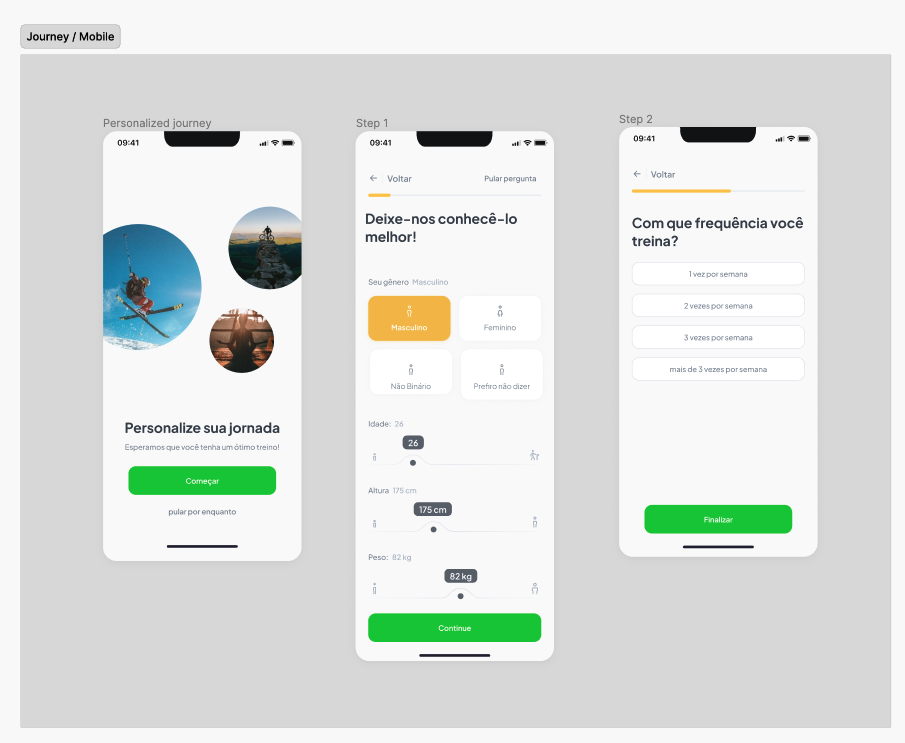 Journey / Mobile
Personalized journey
09:41
Personalize sua jornada
Esperamos que você tenha um ótimo treino!
Começar
pular por enquanto
Step 1
09:41
Voltar
Pular pergunta
Deixe-nos conhecê-lo
melhor!
Seu gênero Masculino
Masculino
Feminino
Não Binário
Prefiro não dizer
Idade: 26
26
Altura 175 cm
175 cm
Peso: 82 kg
82 kg
Continue
Step 2
09:41
Voltar
Com que frequência você
treina?
1 vez por semana
2 vezes por semana
3 vezes por semana
mais de 3 vezes por semana
Finalizar